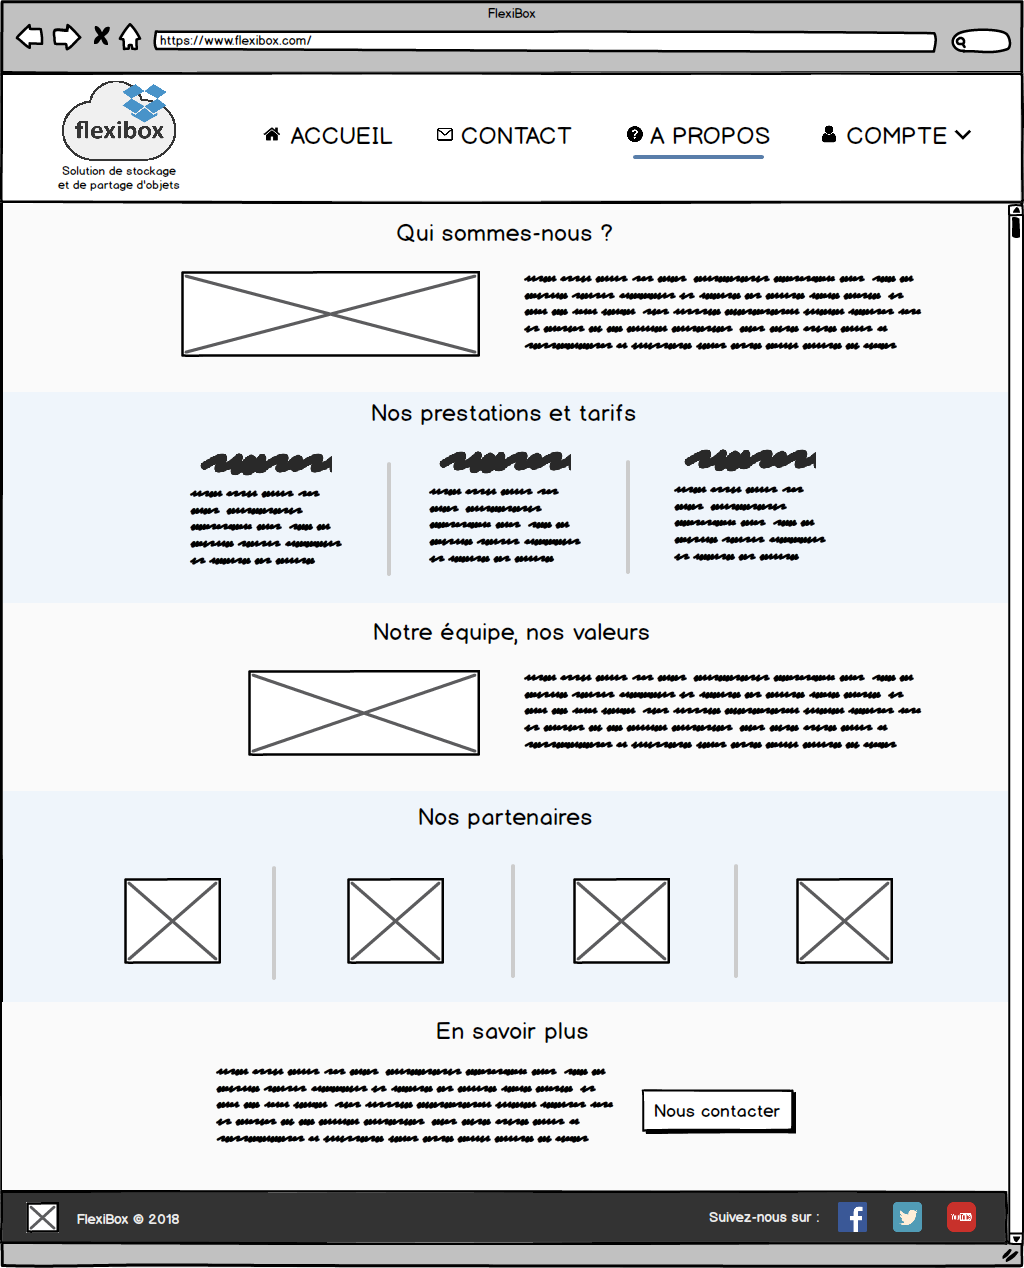 FlexiBox
https://www.flexibox.com/
flexibox
Solution de stockage
et de partage d'objets
ACCUEIL
CONTACT
A PROPOS
COMPTE
Qui sommes-nous ?
Nos prestations et tarifs
Notre équipe, nos valeurs
Nos partenaires
En savoir plus
Nous contacter
FlexiBox © 2018
Suivez-nous sur :
YouTube